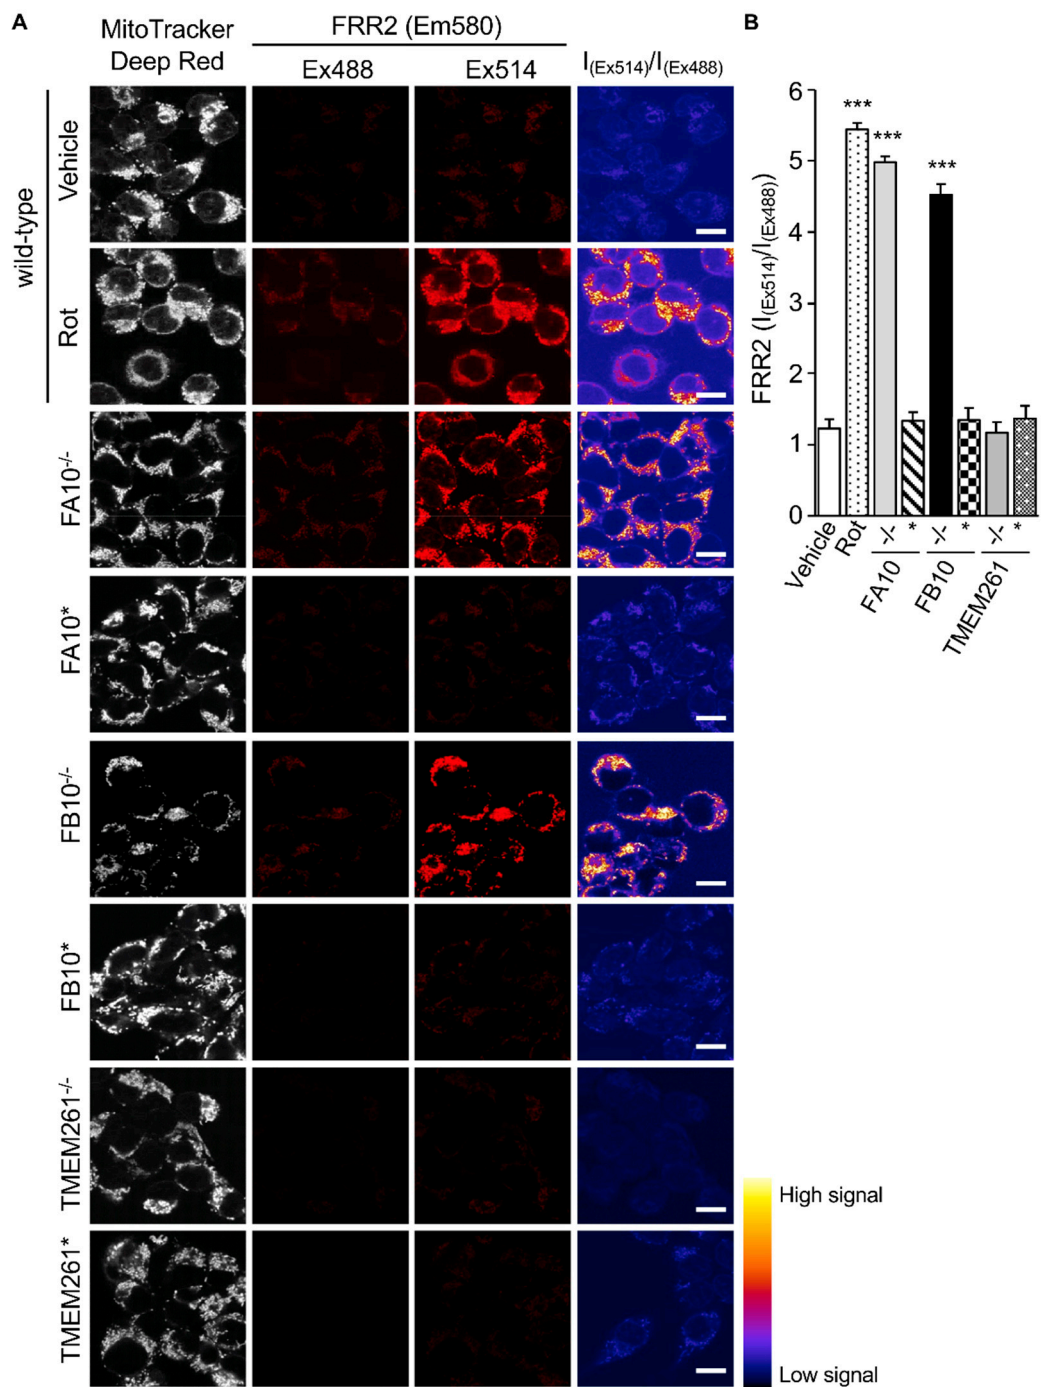 A
MitoTracker
Deep Red
FRR2 (Em580)
Ex488
Ex514
I(Ex514)/I(Ex488)
wild-type
Vehicle
Rot
FA10-/-
FA10*
FB10-/-
FB10*
TMEM261-/-
TMEM261*
High signal
Low signal
B
FRR2 (I(Ex514)/I(Ex488))
6
5
4
3
2
1
0
***
***
***
Vehicle
Rot
-/-
*
-/-
*
-/-
*
FA10
FB10
TMEM261